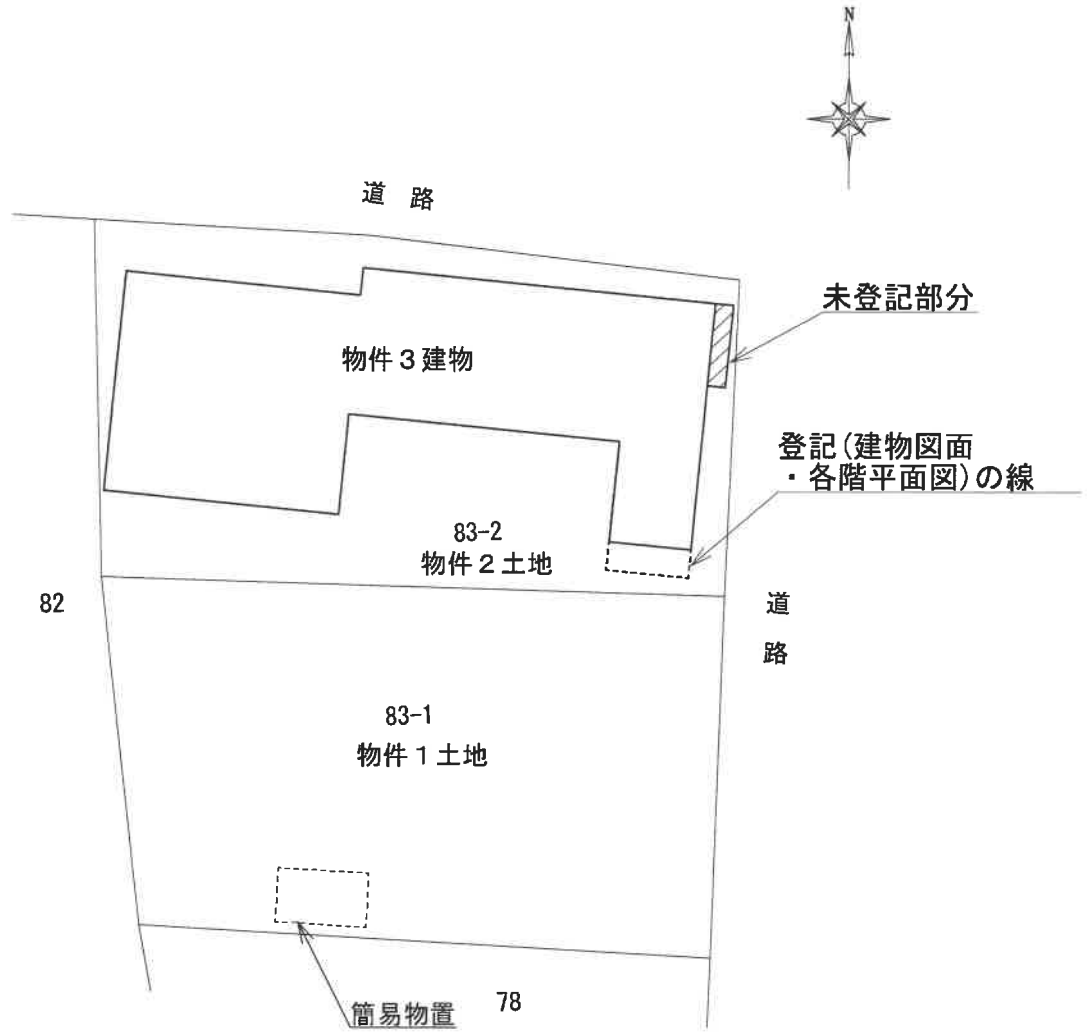 N
道 路
未登記部分
物件3建物
登記(建物図面
・各階平面図)の線
83-2
物件2土地
82
道
路
83-1
物件1土地
簡易物置
78